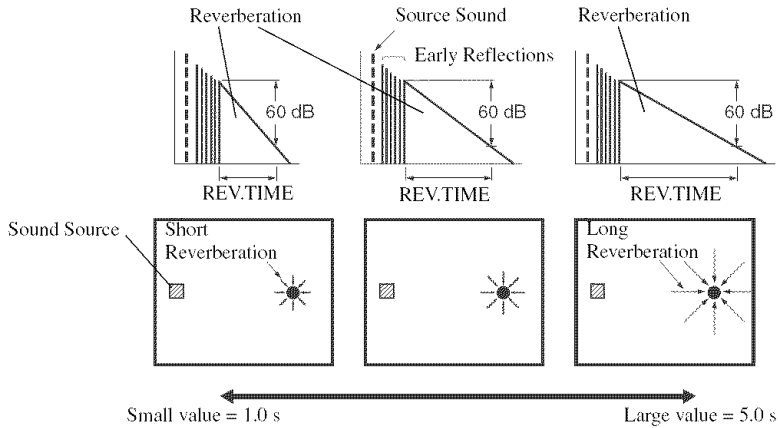 Reverberation
Source Sound
Reverberation
Early Reflections
60 dB
60 dB
60 dB
REV.TIME
REV.TIME
REV.TIME
Sound Source
Short
Reverberation
Long
Reverberation
Small value = 1.0 s
Large value = 5.0 s